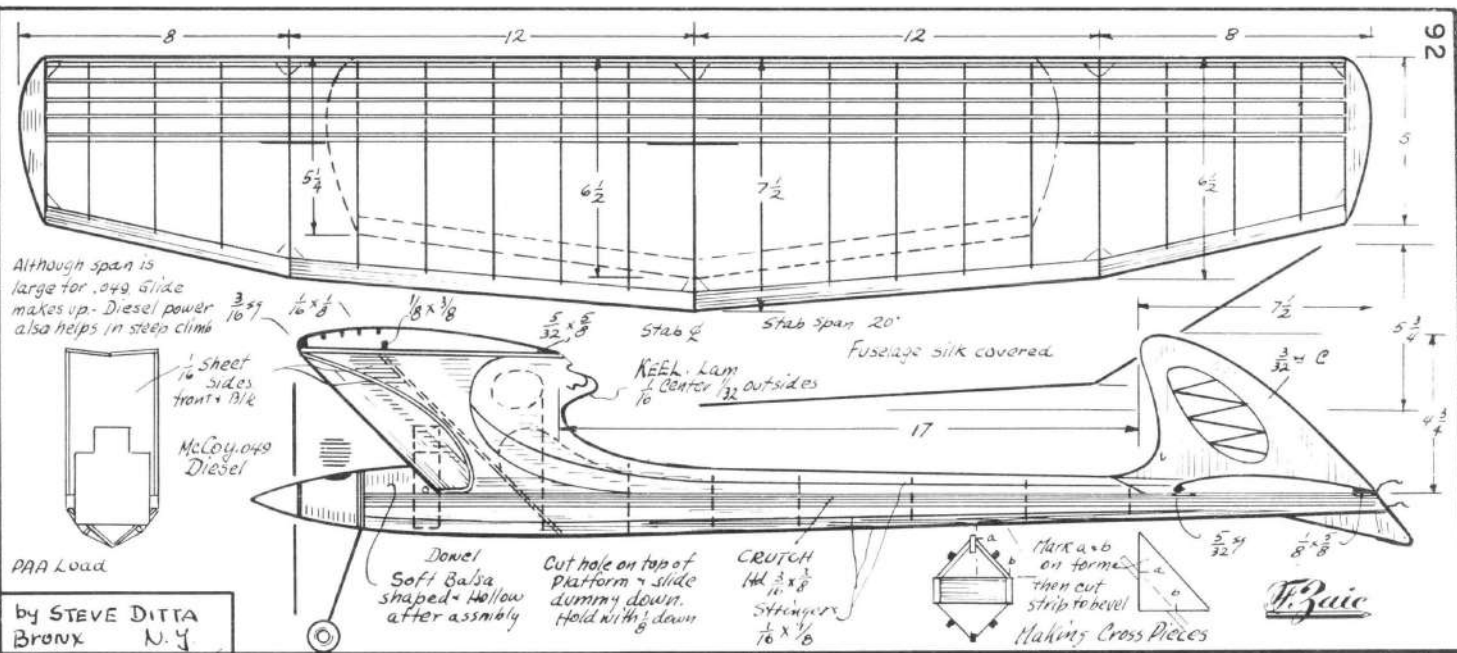 92
8
12
12
8
5 1/4
6 1/2
7 1/2
6 1/2
5
Although span is
large for .049, Glide
makes up.- Diesel power
also helps in steep climb
3/16 sq
1/16 x 1/8
1/8 x 3/8
5/32 x 5/8
Stab ₵
Stab span 20"
7 1/2
5 3/4
4 3/4
Fuselage silk covered
3/32 sq C
1/16 Sheet
Sides
front & Blk
KEEL. Lam
1/16 Center 1/32 outsides
17
McCoy .049
Diesel
PAA Load
Dowel
Soft Balsa
shaped & Hollow
after assmbly
Cut hole on top of
Platform & slide
dummy down.
Hold with 1/8 down
CRUTCH
Hd 3/16 x 3/8
Stringers
1/16 x 1/8
a
b
Mark a & b
on forms
then cut
strip to bevel
a
b
Making Cross Pieces
5/32 sq
1/8 x 5/8
F. Zaic
by STEVE DITTA
BRONX N.Y.